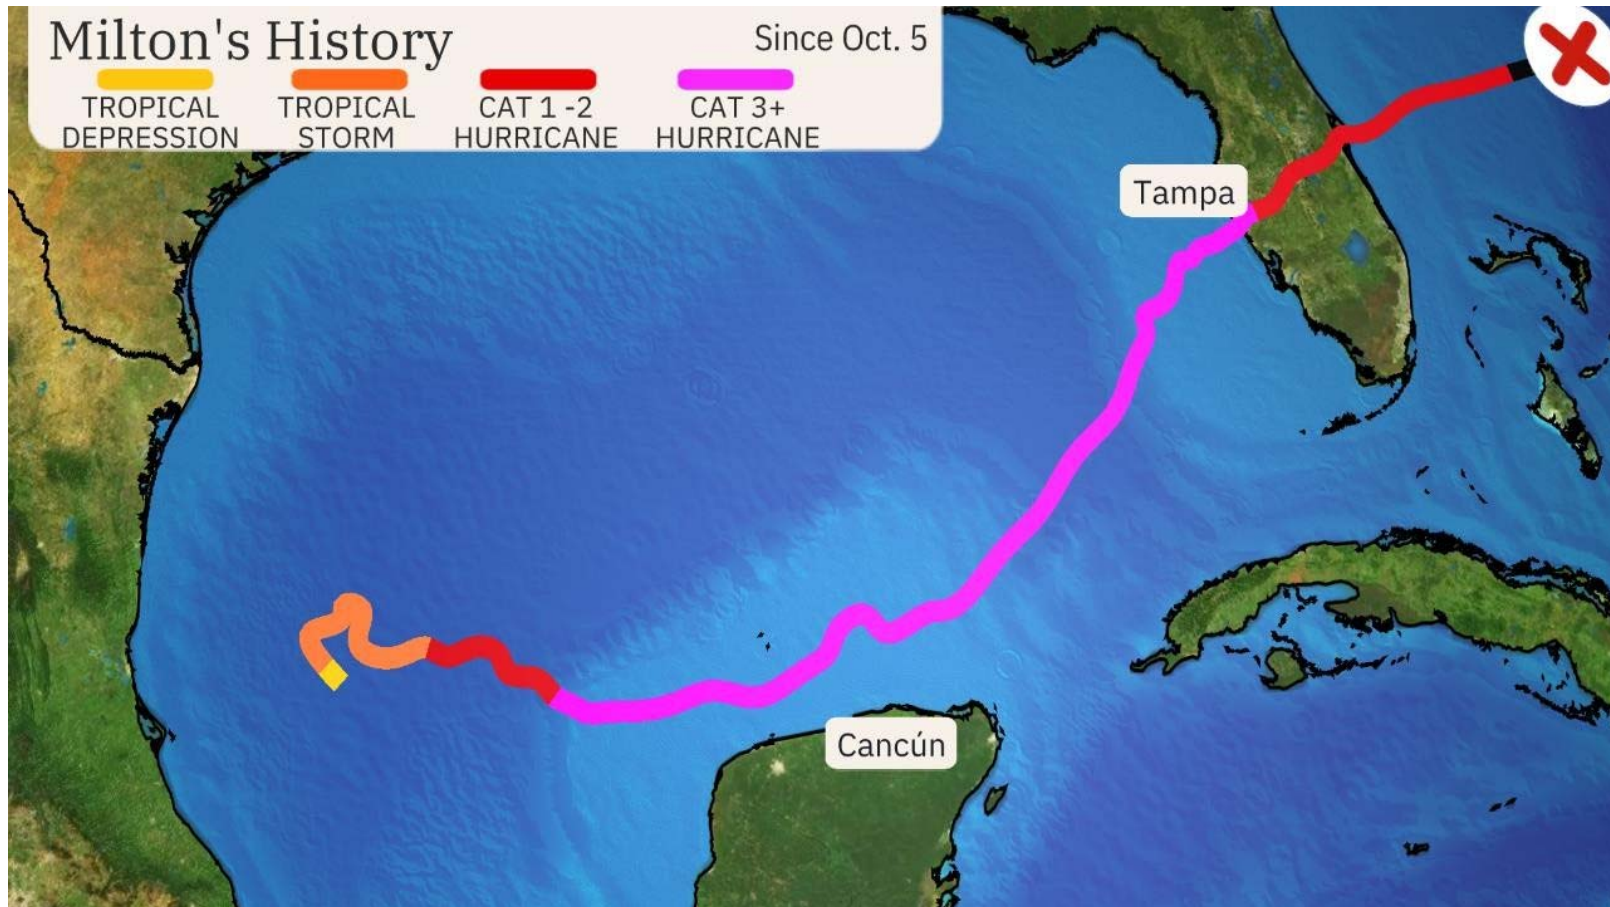 Milton's History
Since Oct. 5
TROPICAL
DEPRESSION
TROPICAL
STORM
CAT 1 -2
HURRICANE
CAT 3+
HURRICANE
Tampa
Cancún